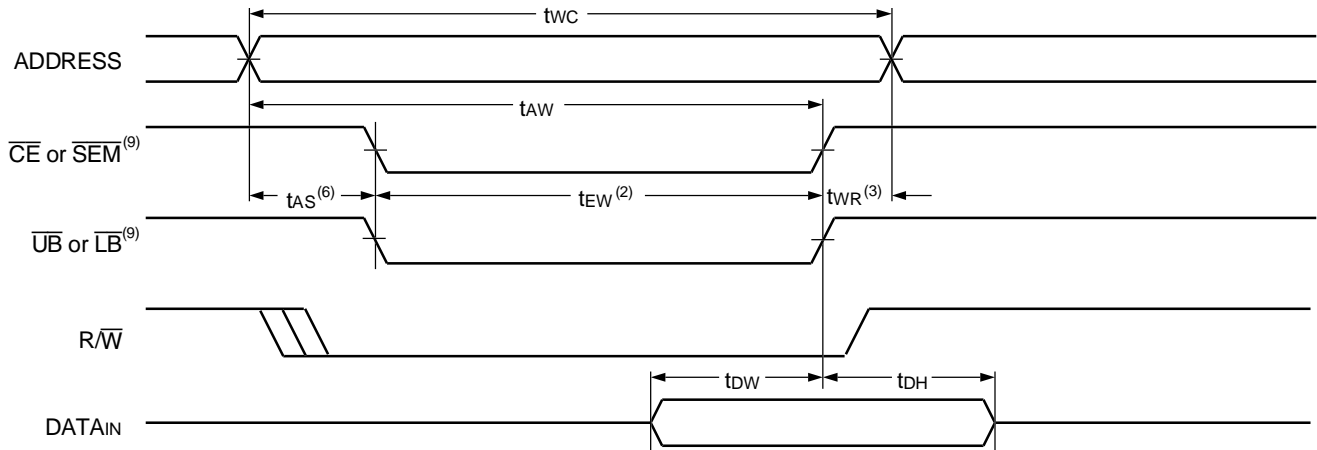 tWC
ADDRESS
tAW
CE or SEM(9)
tAS(6) tEW(2) tWR(3)
UB or LB(9)
R/W
tDW tDH
DATAIN